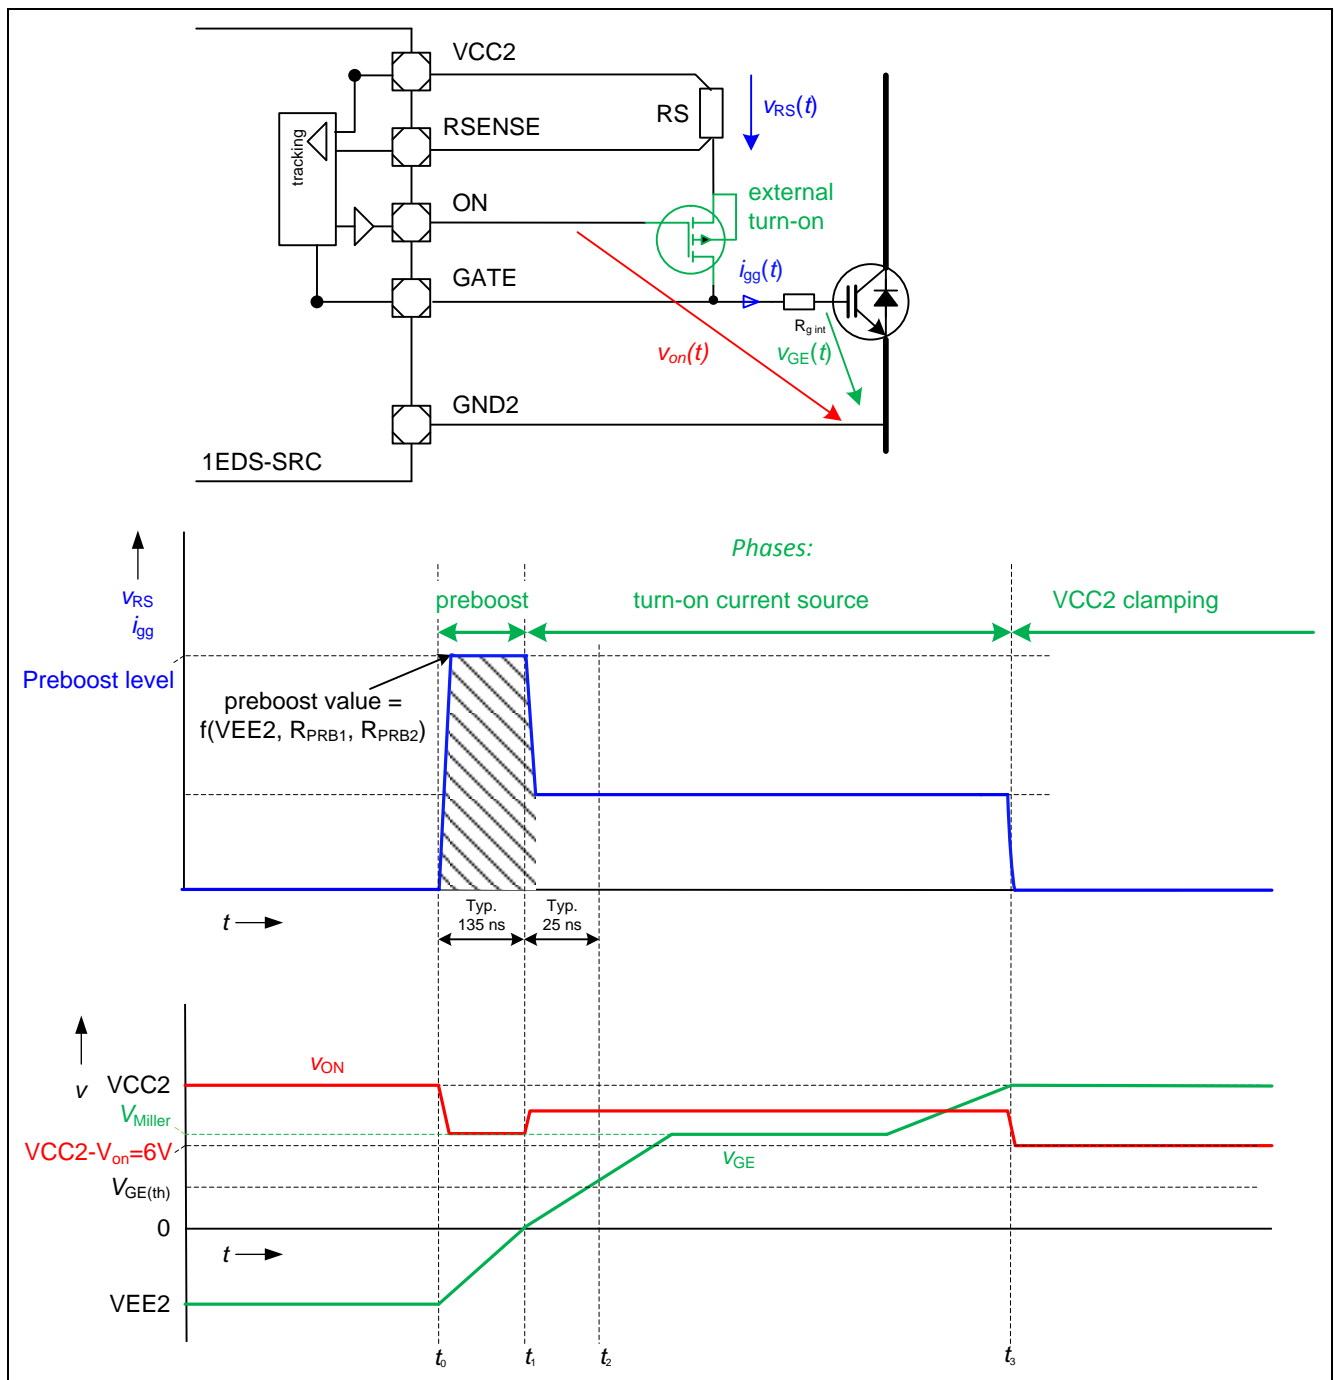 VCC2
RSENSE
ON
GATE
GND2
1EDS-SRC
tracking
RS
vRS(t)
external
turn-on
igg(t)
Rg int
von(t)
vGE(t)
Phases:
vRS
igg
preboost
turn-on current source
VCC2 clamping
Preboost level
preboost value =
f(VEE2, RPRB1, RPRB2)
t
Typ.
135 ns
Typ.
25 ns
v
vON
VCC2
VMiller
VCC2-Von=6V
vGE
VGE(th)
0
t
VEE2
t0
t1
t2
t3